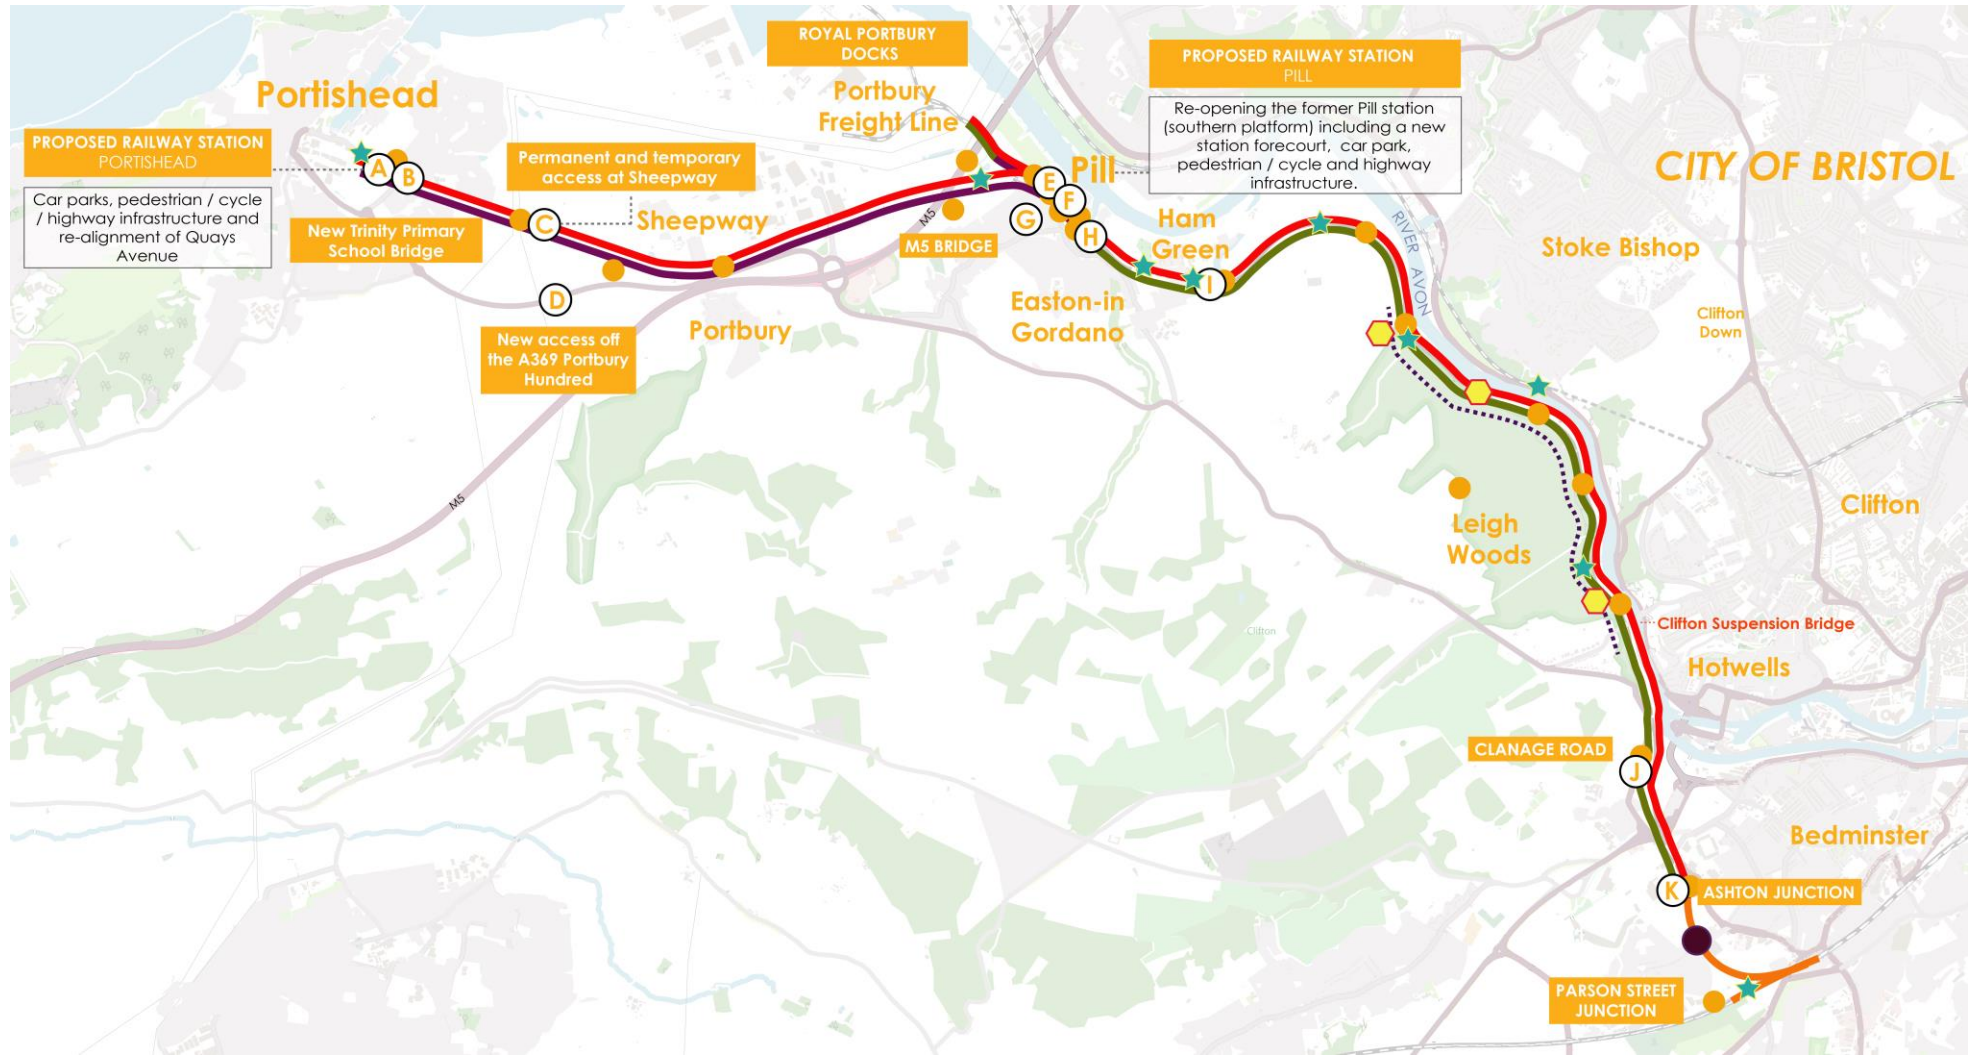 ROYAL PORTBURY
DOCKS
PROPOSED RAILWAY STATION
PILL
Re-opening the former Pill station
(southern platform) including a new
station forecourt, car park,
pedestrian / cycle and highway
infrastructure.
Portishead
Portbury
Freight Line
PROPOSED RAILWAY STATION
PORTISHEAD
Car parks, pedestrian / cycle
/ highway infrastructure and
re-alignment of Quays
Avenue
Permanent and temporary
access at Sheepway
CITY OF BRISTOL
Pill
A
B
C
D
E
F
G
H
I
J
K
New Trinity Primary
School Bridge
Sheepway
M5
M5 BRIDGE
Ham
Green
RIVER AVON
Stoke Bishop
New access off
the A369 Portbury
Hundred
Portbury
Easton-in
Gordano
Clifton
Down
M5
Leigh
Woods
Clifton
Clifton
Clifton Suspension Bridge
Hotwells
CLANAGE ROAD
Bedminster
ASHTON JUNCTION
PARSON STREET
JUNCTION